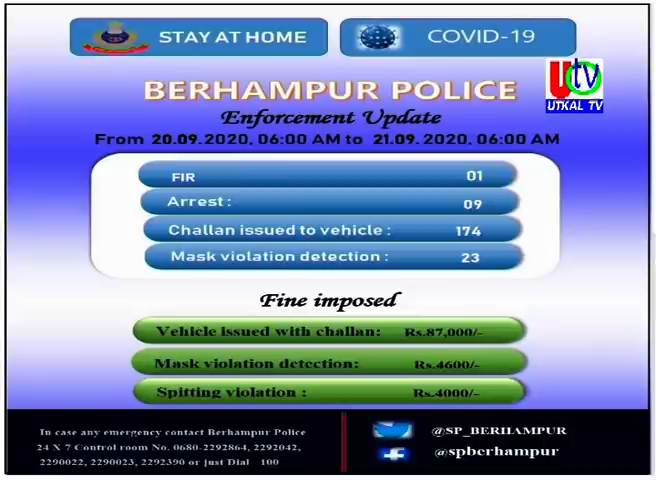 STAY AT HOME
COVID-19
BERHAMPUR POLICE
UTV
UTKAL TV
Enforcement Update
From 20.09.2020, 06:00 AM to 21.09.2020, 06:00 AM
FIR 01
Arrest : 09
Challan issued to vehicle : 174
Mask violation detection : 23
Fine imposed
Vehicle issued with challan: Rs.87,000/-
Mask violation detection: Rs.4600/-
Spitting violation : Rs.4000/-
In case any emergency contact Berhampur Police
24 X 7 Control room No. 0680-2292864, 2292042,
2290022, 2290023, 2292390 or just Dial 100
@SP_BERHAMPUR
@spberhampur